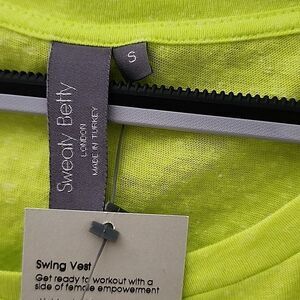 S
Sweaty Betty
LONDON
MADE IN TURKEY
Swing Vest
Get ready to workout with a
side of female empowerment